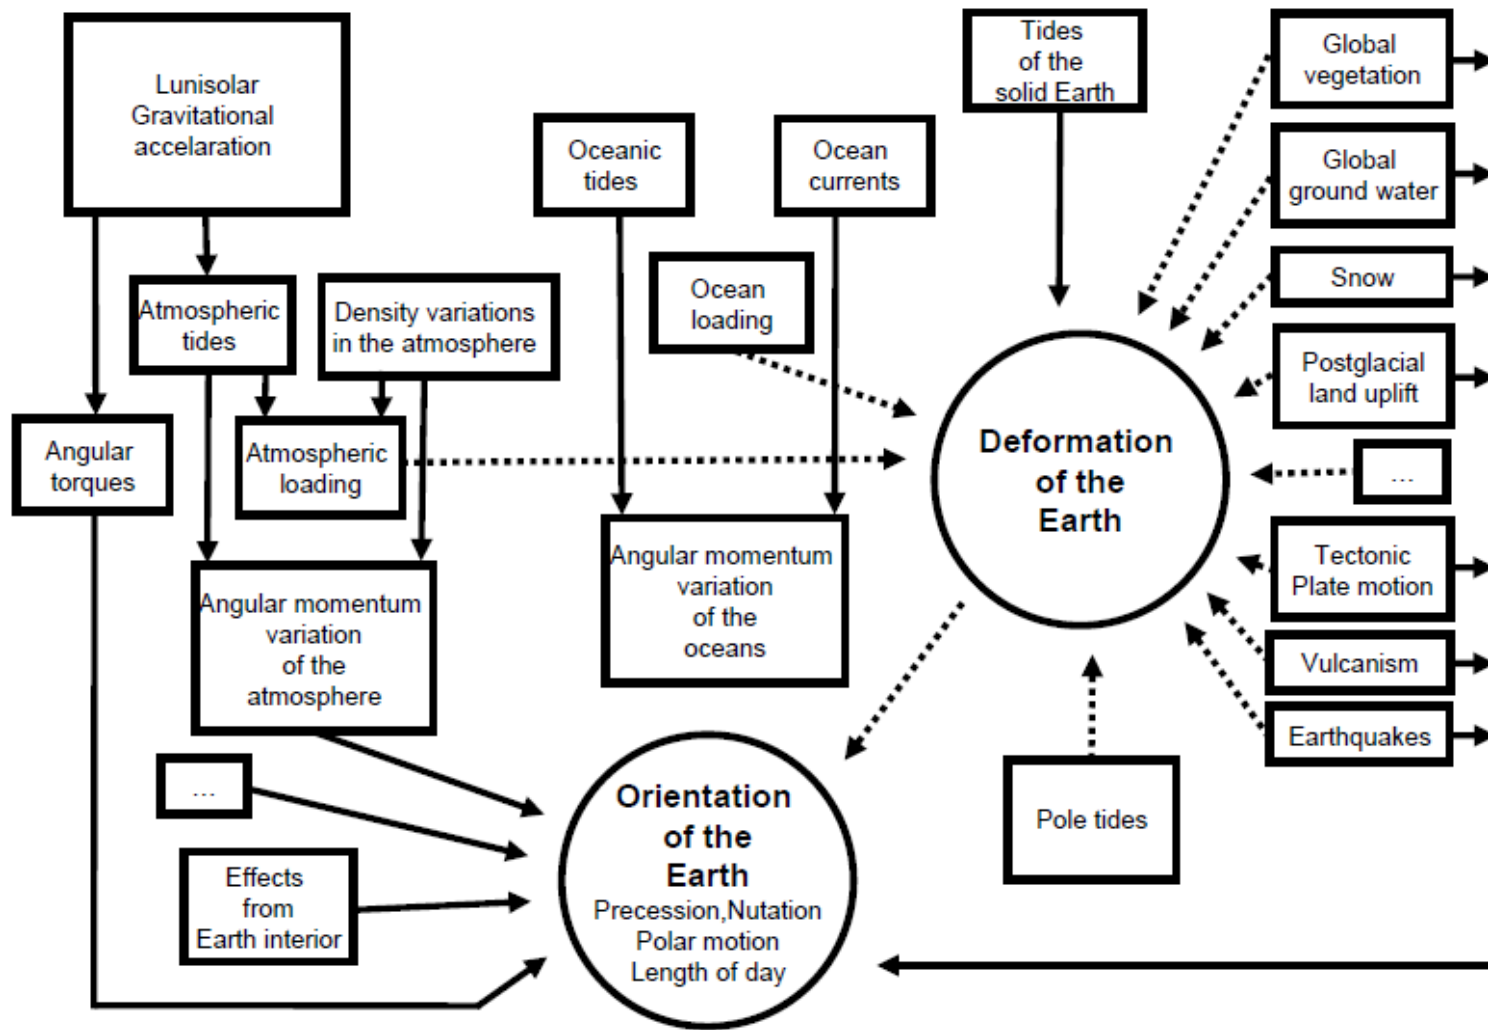 Lunisolar
Gravitational
accelaration
Tides
of the
solid Earth
Global
vegetation
Oceanic
tides
Ocean
currents
Global
ground water
Ocean
loading
Snow
Atmospheric
tides
Density variations
in the atmosphere
Postglacial
land uplift
Angular
torques
Atmospheric
loading
Deformation
of the
Earth
...
Angular momentum
variation
of the
oceans
Tectonic
Plate motion
Angular momentum
variation
of the
atmosphere
Vulcanism
Earthquakes
...
Orientation
of the
Earth
Precession,Nutation
Polar motion
Length of day
Pole tides
Effects
from
Earth interior